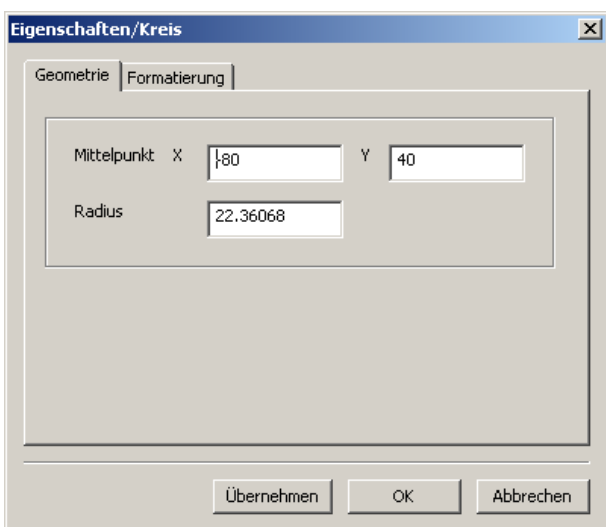 Eigenschaften/Kreis
Geometrie Formatierung
Mittelpunkt X -80 Y 40
Radius 22.36068
Übernehmen OK Abbrechen